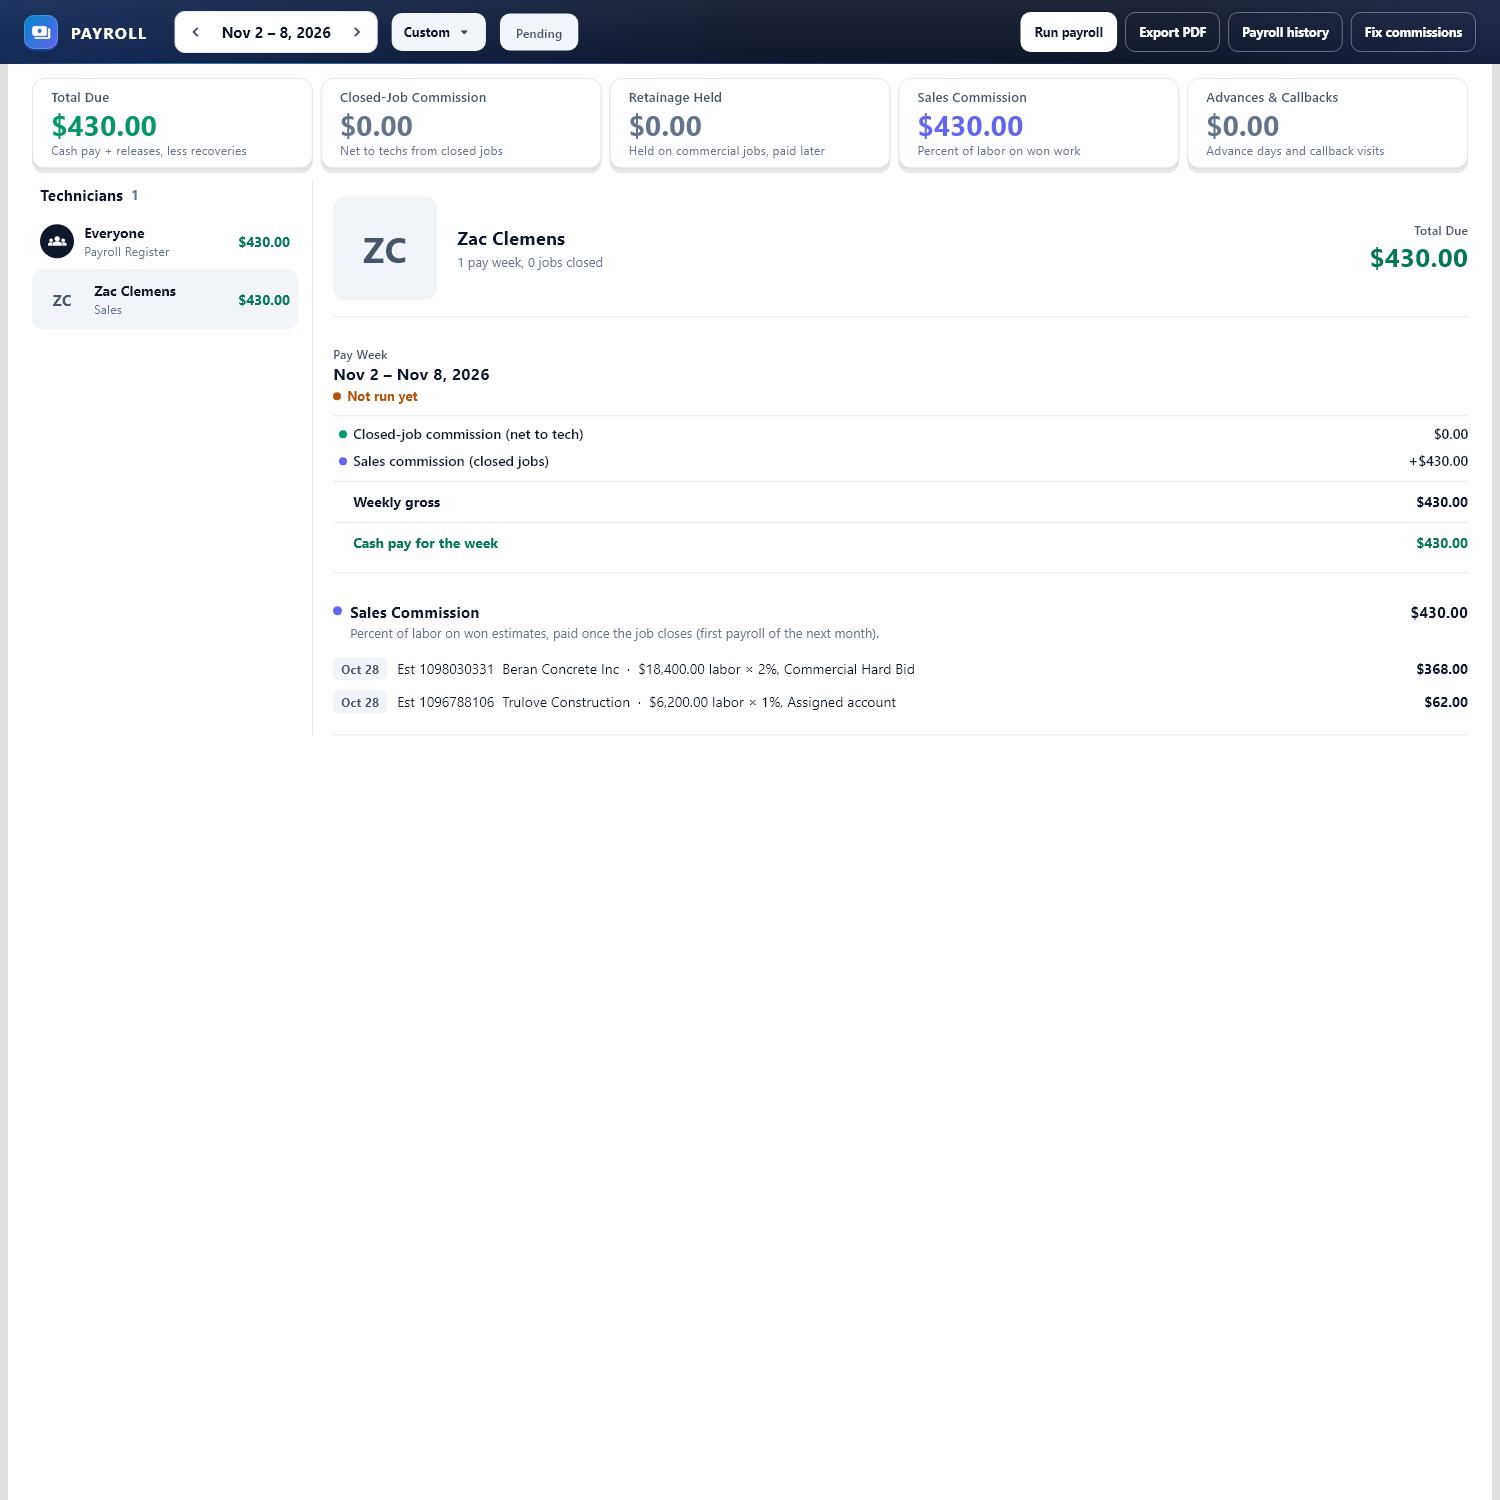 PAYROLL
Nov 2 – 8, 2026
Custom
Pending
Run payroll
Export PDF
Payroll history
Fix commissions
Total Due
$430.00
Cash pay + releases, less recoveries
Closed-Job Commission
$0.00
Net to techs from closed jobs
Retainage Held
$0.00
Held on commercial jobs, paid later
Sales Commission
$430.00
Percent of labor on won work
Advances & Callbacks
$0.00
Advance days and callback visits
Technicians 1
Everyone
Payroll Register
$430.00
ZC
Zac Clemens
Sales
$430.00
ZC
Zac Clemens
1 pay week, 0 jobs closed
Total Due
$430.00
Pay Week
Nov 2 – Nov 8, 2026
Not run yet
Closed-job commission (net to tech) $0.00
Sales commission (closed jobs) +$430.00
Weekly gross $430.00
Cash pay for the week $430.00
Sales Commission $430.00
Percent of labor on won estimates, paid once the job closes (first payroll of the next month).
Oct 28 Est 1098030331 Beran Concrete Inc · $18,400.00 labor × 2%, Commercial Hard Bid $368.00
Oct 28 Est 1096788106 Trulove Construction · $6,200.00 labor × 1%, Assigned account $62.00